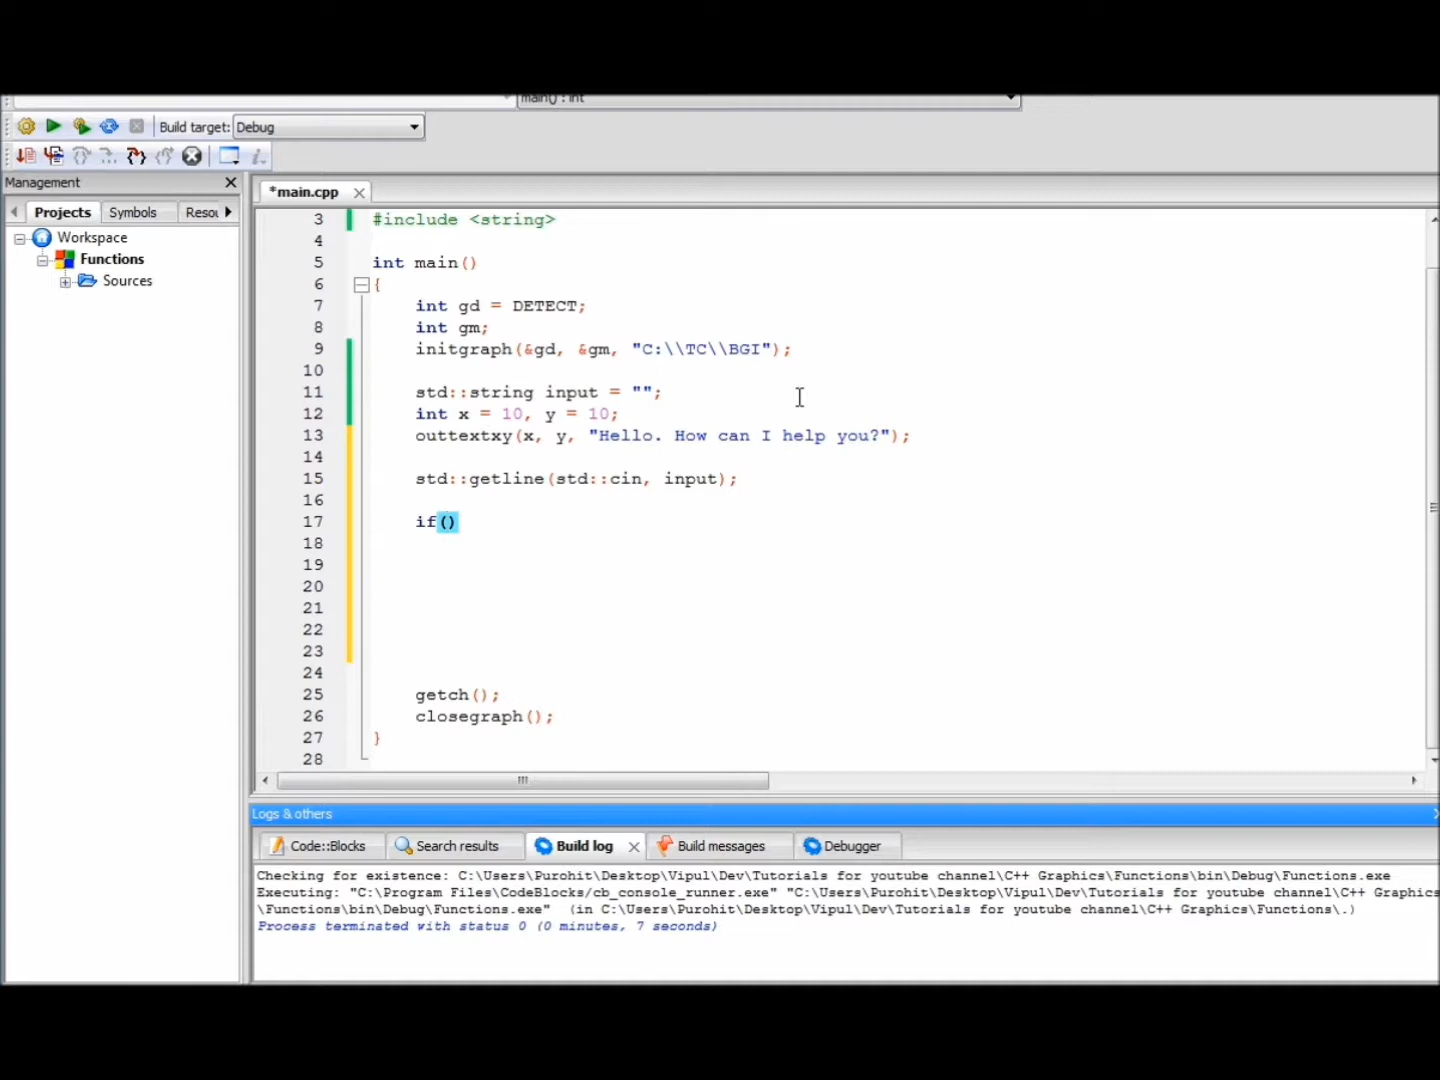 main() : int
Build target: Debug
Management
Projects Symbols Resou
Workspace
Functions
Sources
*main.cpp
3 #include <string>
4
5 int main()
6 {
7 int gd = DETECT;
8 int gm;
9 initgraph(&gd, &gm, "C:\\TC\\BGI");
10
11 std::string input = "";
12 int x = 10, y = 10;
13 outtextxy(x, y, "Hello. How can I help you?");
14
15 std::getline(std::cin, input);
16
17 if()
18
19
20
21
22
23
24
25 getch();
26 closegraph();
27 }
28
Logs & others
Code::Blocks Search results Build log Build messages Debugger
Checking for existence: C:\Users\Purohit\Desktop\Vipul\Dev\Tutorials for youtube channel\C++ Graphics\Functions\bin\Debug\Functions.exe
Executing: "C:\Program Files\CodeBlocks/cb_console_runner.exe" "C:\Users\Purohit\Desktop\Vipul\Dev\Tutorials for youtube channel\C++ Graphics
\Functions\bin\Debug\Functions.exe" (in C:\Users\Purohit\Desktop\Vipul\Dev\Tutorials for youtube channel\C++ Graphics\Functions\.)
Process terminated with status 0 (0 minutes, 7 seconds)